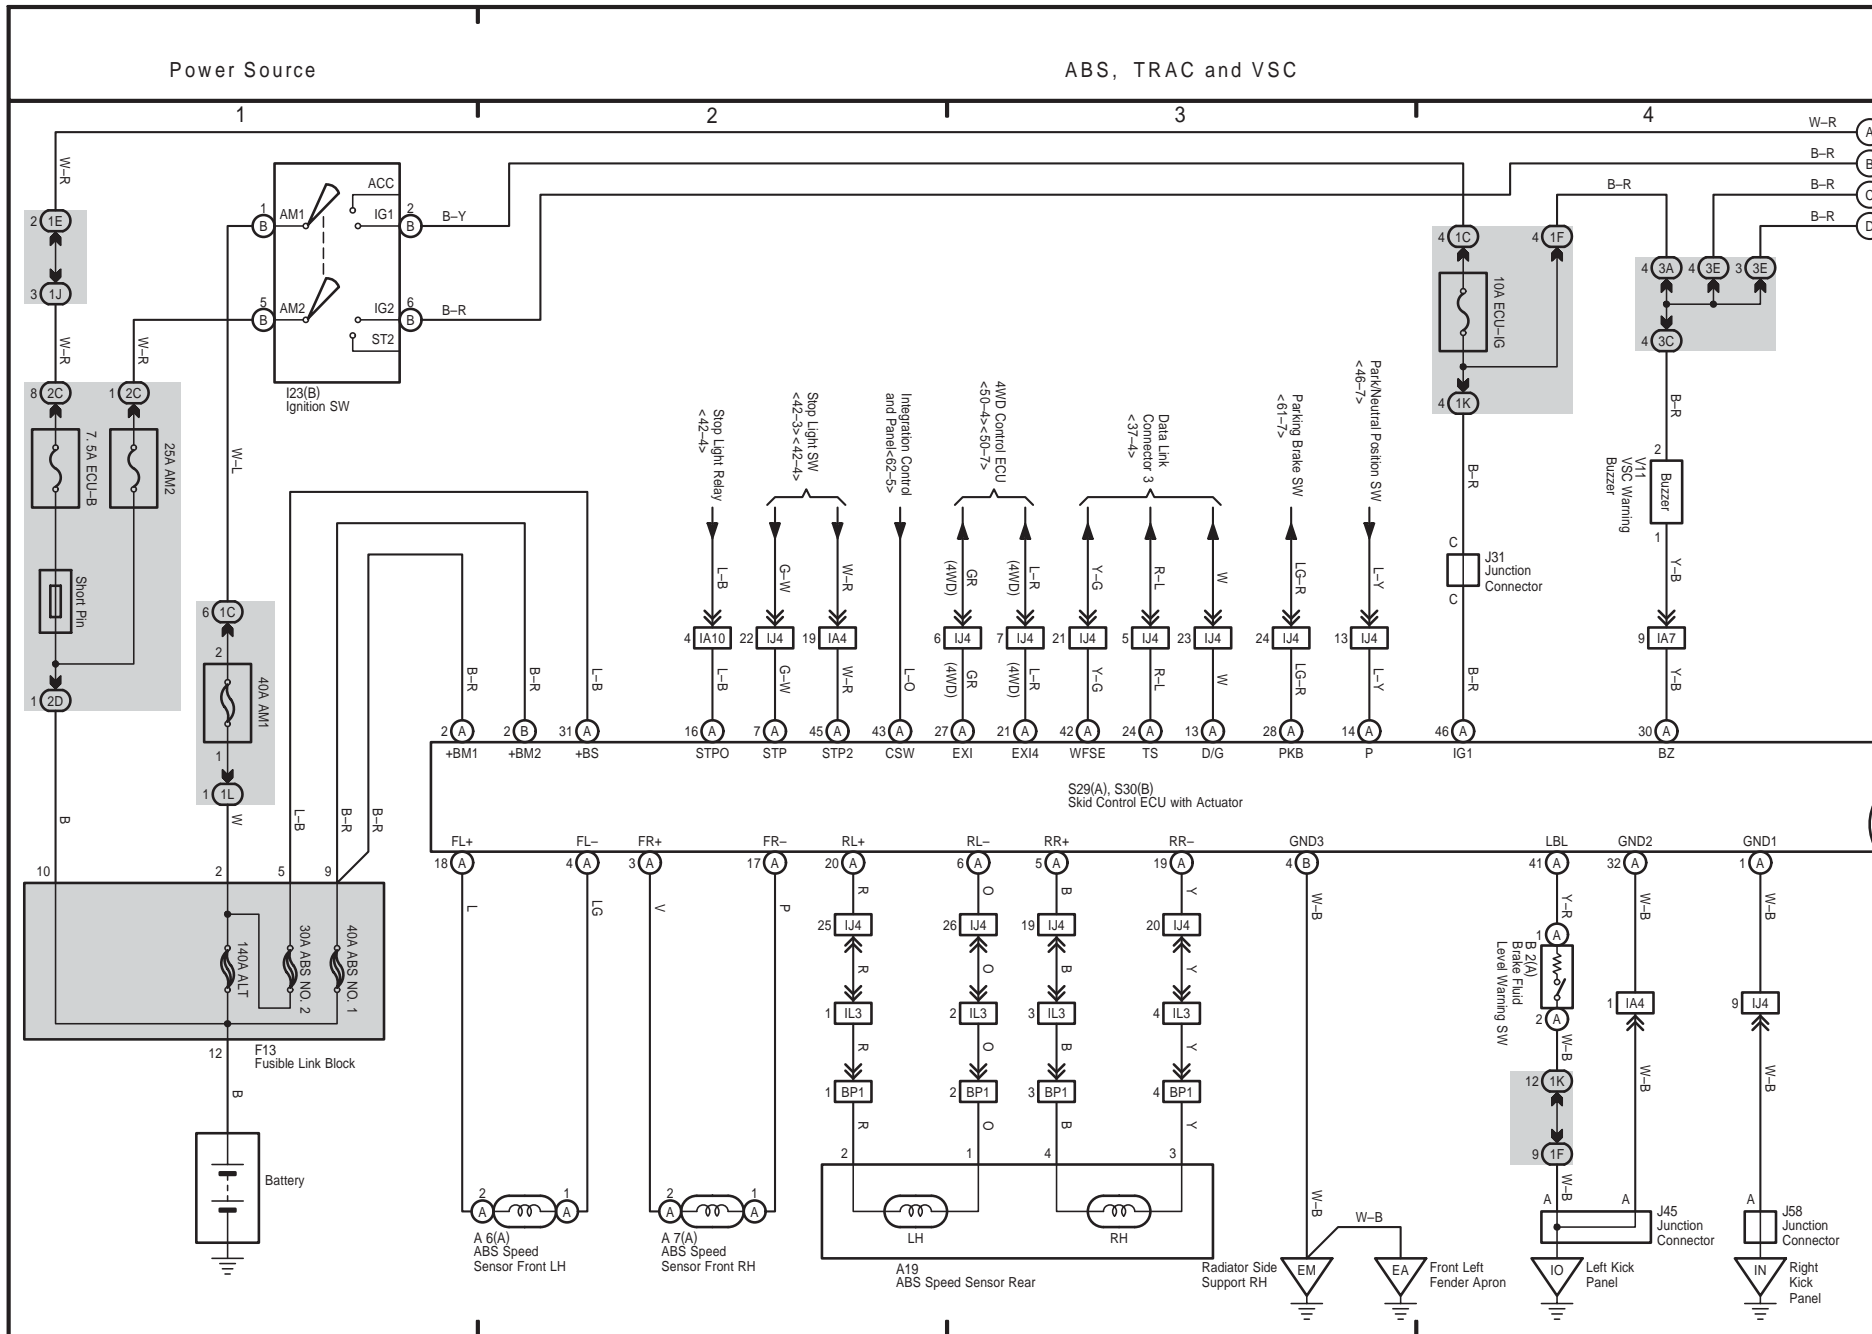 Power Source
ABS, TRAC and VSC
1
2
3
4
W–R
A
B–R
B
B–R
C
B–R
D
W–R
2 1E
3 1J
W–R
8 2C
1 2C
W–R
7. 5A ECU–B
25A AM2
Short Pin
1 2D
B
ACC
1
B
AM1
IG1
2
B
B–Y
5
B
AM2
IG2
6
B
B–R
ST2
I23(B)
Ignition SW
W–L
6 1C
2
40A AM1
1
1 1L
W
L–B
B–R
B–R
B–R
B–R
L–B
Stop Light Relay
<42–4>
Stop Light SW
<42–3><42–4>
Integration Control
and Panel<62–5>
4WD Control ECU
<50–4><50–7>
Data Link
Connector 3
<37–4>
Parking Brake SW
<61–7>
Park/Neutral Position SW
<46–7>
L–B
G–W
W–R
GR
(4WD)
L–R
(4WD)
Y–G
R–L
W
LG–R
L–Y
4 IA10
22 IJ4
19 IA4
6 IJ4
7 IJ4
21 IJ4
5 IJ4
23 IJ4
24 IJ4
13 IJ4
L–B
G–W
W–R
L–O
GR
(4WD)
L–R
(4WD)
Y–G
R–L
W
LG–R
L–Y
B–R
4 1C
4 1F
10A ECU–IG
4 1K
B–R
C
J31
Junction
Connector
C
B–R
4 3A
4 3E
3 3E
4 3C
B–R
2
Buzzer
V11
VSC Warning
Buzzer
1
Y–B
9 IA7
Y–B
2 A
2 B
31 A
16 A
7 A
45 A
43 A
27 A
21 A
42 A
24 A
13 A
28 A
14 A
46 A
30 A
+BM1
+BM2
+BS
STPO
STP
STP2
CSW
EXI
EXI4
WFSE
TS
D/G
PKB
P
IG1
BZ
S29(A), S30(B)
Skid Control ECU with Actuator
FL+
FL–
FR+
FR–
RL+
RL–
RR+
RR–
GND3
LBL
GND2
GND1
18 A
4 A
3 A
17 A
20 A
6 A
5 A
19 A
4 B
41 A
32 A
1 A
10
2
5
9
140A ALT
30A ABS NO. 2
40A ABS NO. 1
12
F13
Fusible Link Block
B
Battery
L
LG
V
P
R
O
B
Y
W–B
Y–R
W–B
W–B
25 IJ4
26 IJ4
19 IJ4
20 IJ4
R
O
B
Y
1 IL3
2 IL3
3 IL3
4 IL3
R
O
B
Y
1 BP1
2 BP1
3 BP1
4 BP1
R
O
B
Y
2
1
4
3
LH
RH
A19
ABS Speed Sensor Rear
2
A
1
A
A 6(A)
ABS Speed
Sensor Front LH
2
A
1
A
A 7(A)
ABS Speed
Sensor Front RH
1 A
B 2(A)
Brake Fluid
Level Warning SW
2 A
W–B
12 1K
9 1F
W–B
1 IA4
W–B
9 IJ4
W–B
A
A
J45
Junction
Connector
A
J58
Junction
Connector
W–B
W–B
Radiator Side
Support RH
EM
EA
Front Left
Fender Apron
IO
Left Kick
Panel
IN
Right
Kick
Panel